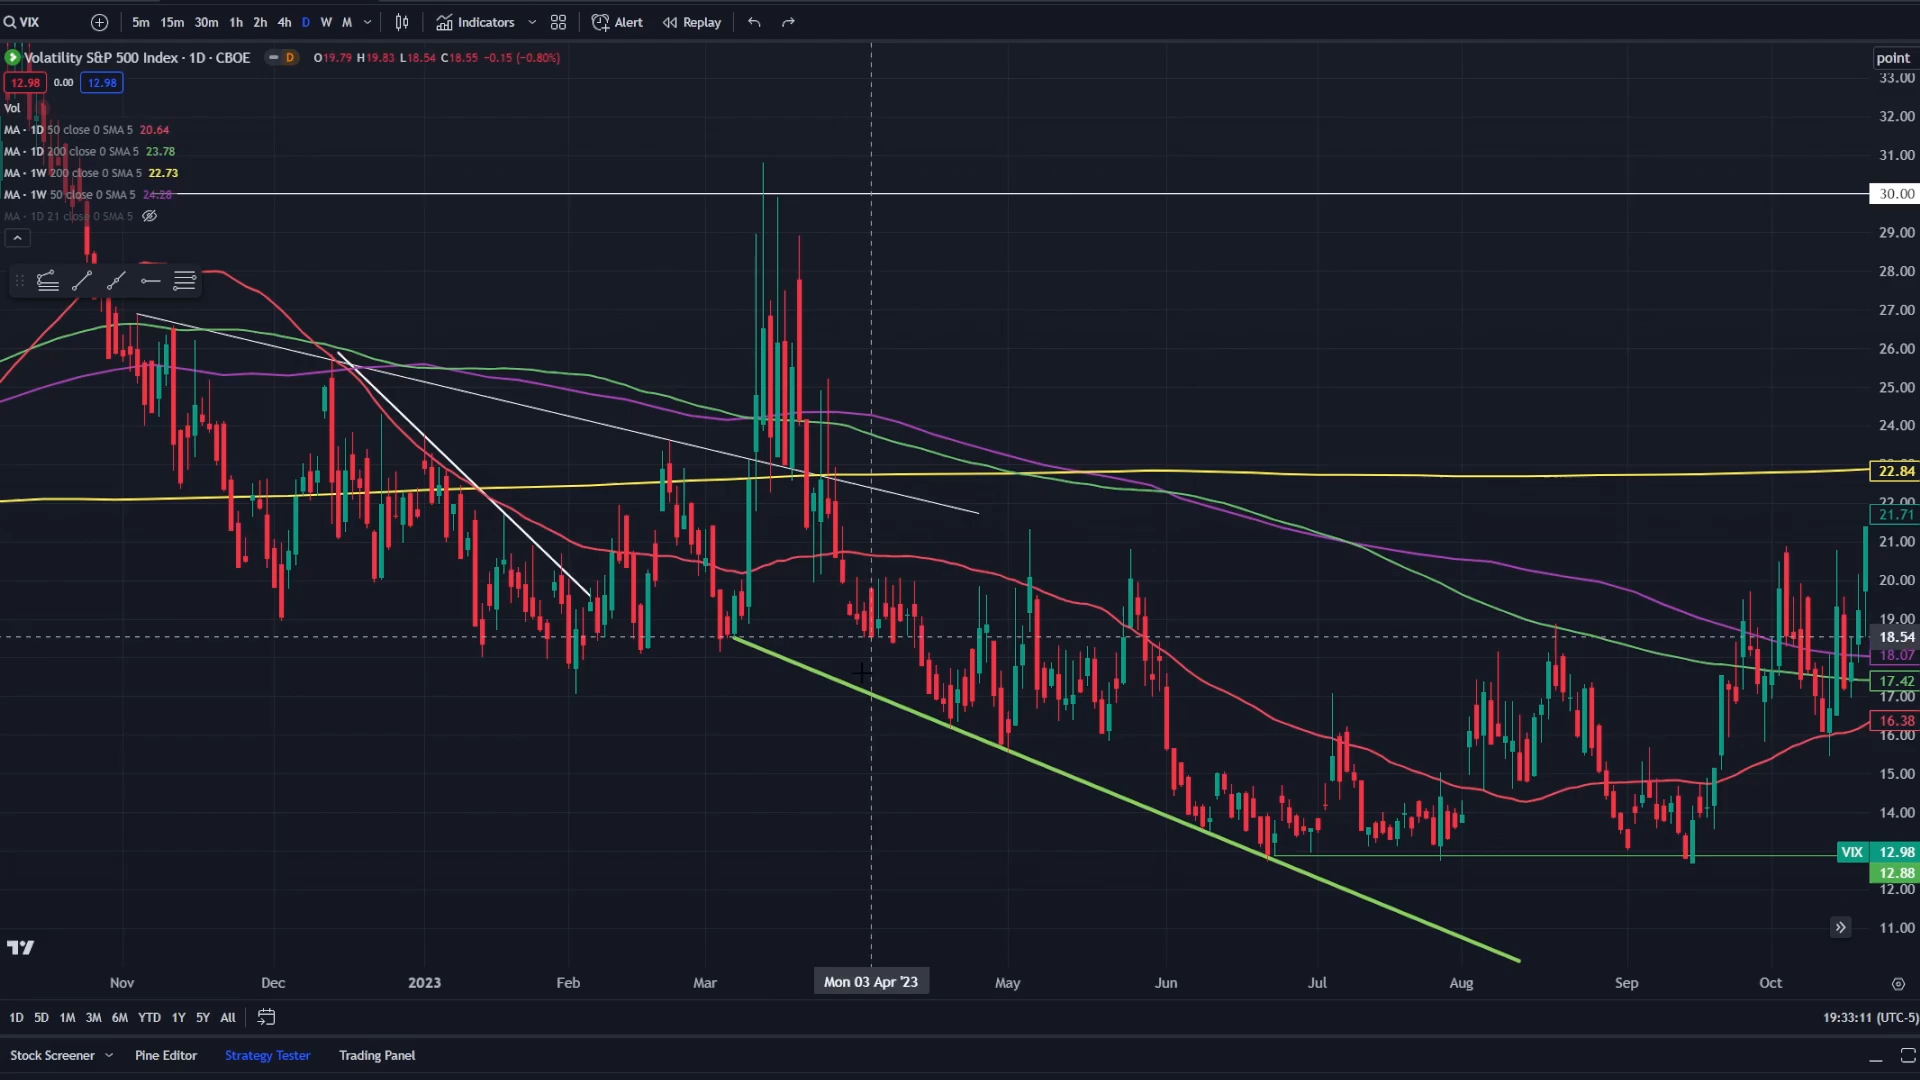 VIX 5m 15m 30m 1h 2h 4h D W M Indicators Alert Replay
Volatility S&P 500 Index · 1D · CBOE D O19.79 H19.83 L18.54 C18.55 −0.15 (−0.80%)
point
12.98 0.00 12.98
33.00
Vol
32.00
MA · 1D 50 close 0 SMA 5 20.64
MA · 1D 200 close 0 SMA 5 23.78
31.00
MA · 1W 200 close 0 SMA 5 22.73
MA · 1W 50 close 0 SMA 5 24.28
30.00
MA · 1D 21 close 0 SMA 5
29.00
28.00
27.00
26.00
25.00
24.00
22.84
22.00
21.71
21.00
20.00
19.00
18.54
18.07
17.42
17.00
16.38
16.00
15.00
14.00
VIX 12.98
12.88
12.00
11.00
Nov Dec 2023 Feb Mar Mon 03 Apr '23 May Jun Jul Aug Sep Oct
1D 5D 1M 3M 6M YTD 1Y 5Y All 19:33:11 (UTC-5)
Stock Screener Pine Editor Strategy Tester Trading Panel